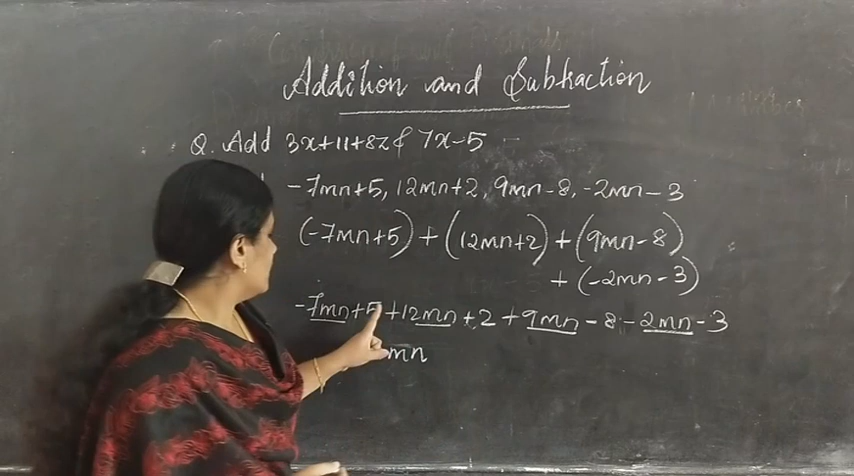 Addition and Subtraction
Q. Add 3x+11+8z & 7x-5
-7mn+5, 12mn+2, 9mn-8, -2mn-3
(-7mn+5) + (12mn+2) + (9mn-8)
+ (-2mn-3)
-7mn+5+12mn+2+9mn-8-2mn-3
mn